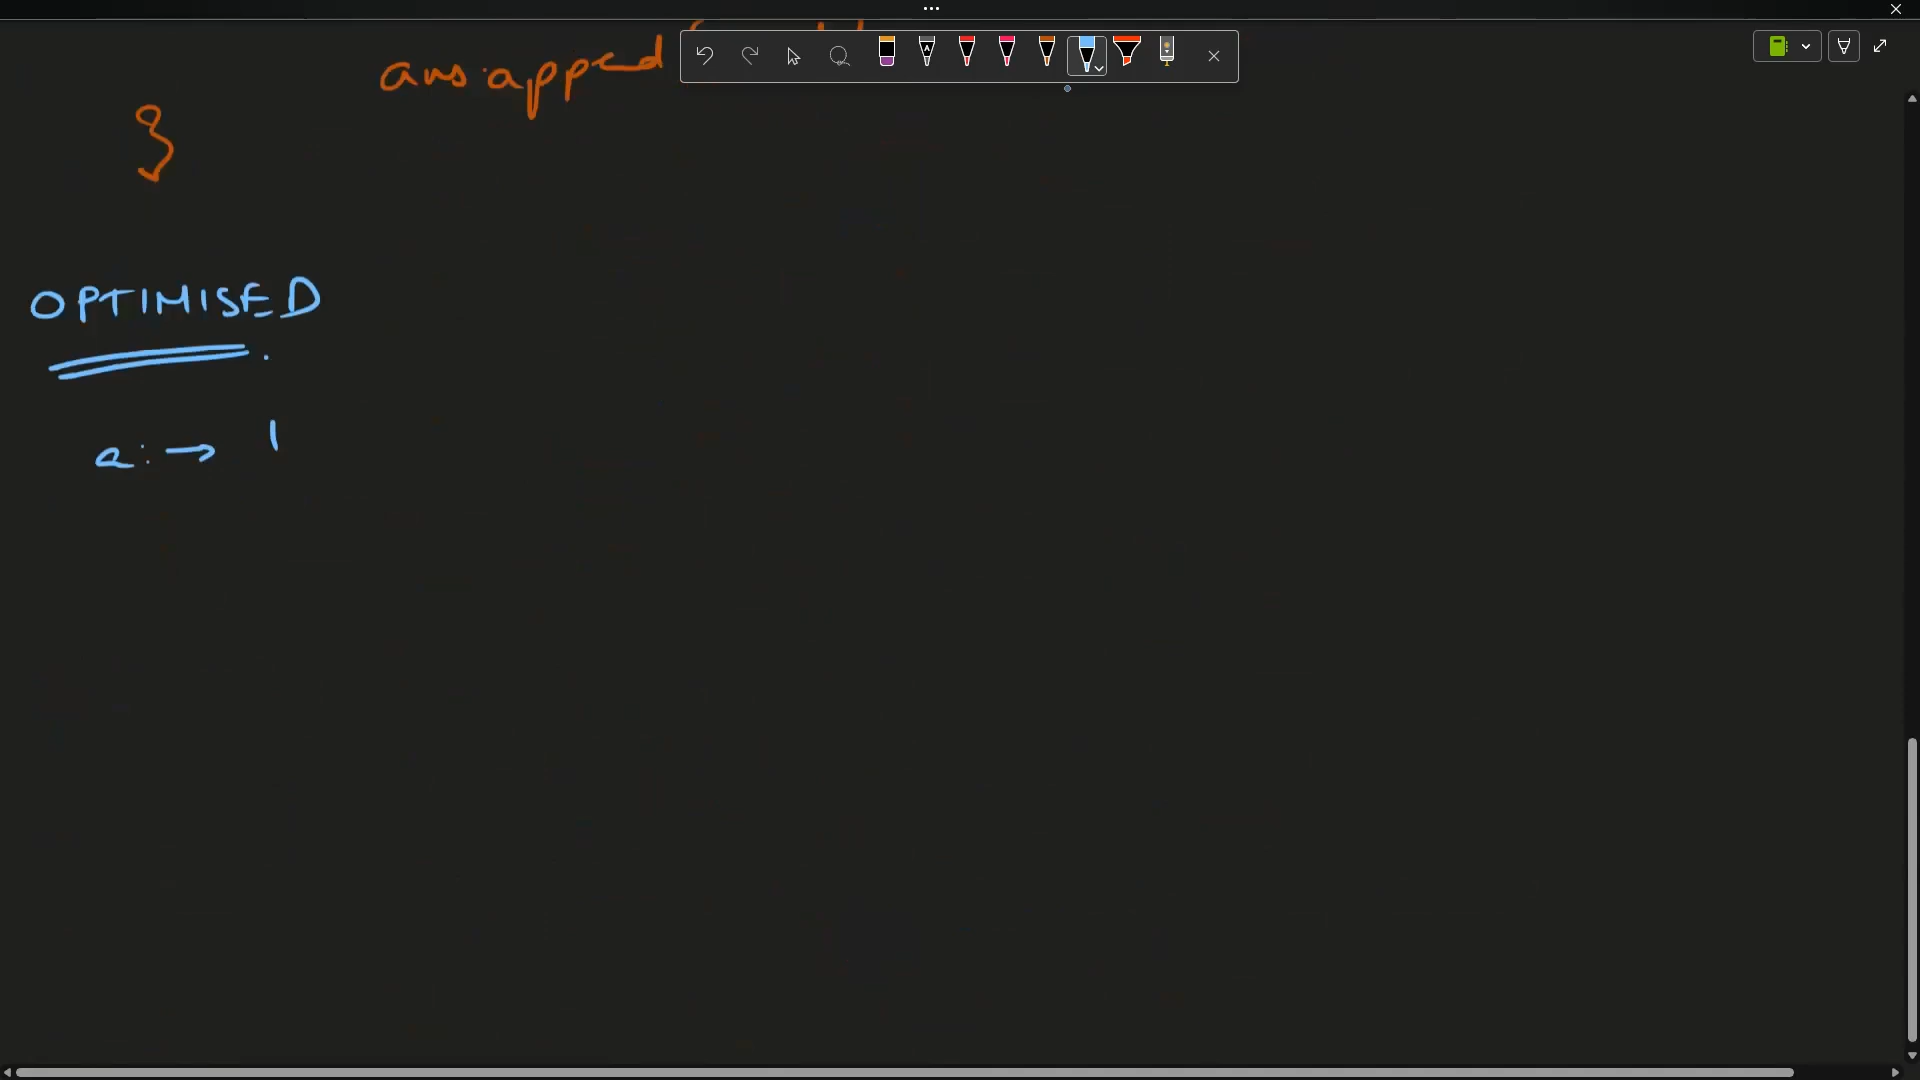 ans.append
}
OPTIMISED
a: → 1